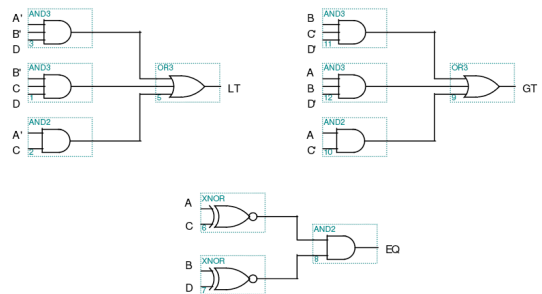 AND3
A'
B'
D
3
AND3
B'
C
D
1
AND2
A'
C
2
OR3
5
LT
AND3
B
C'
D'
11
AND3
A
B
D'
12
AND2
A
C'
10
OR3
9
GT
XNOR
A
C
6
XNOR
B
D
7
AND2
8
EQ